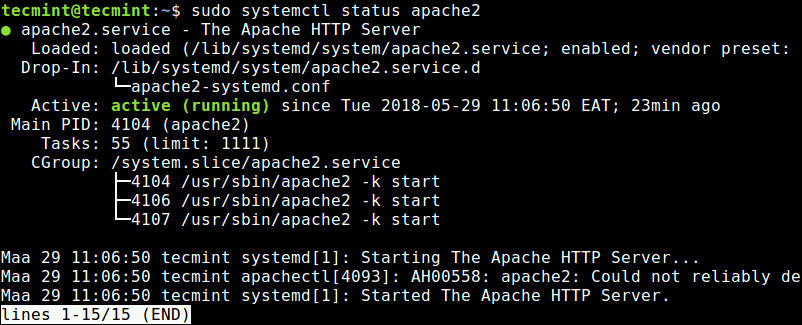 tecmint@tecmint:~$ sudo systemctl status apache2
● apache2.service - The Apache HTTP Server
   Loaded: loaded (/lib/systemd/system/apache2.service; enabled; vendor preset:
  Drop-In: /lib/systemd/system/apache2.service.d
           └─apache2-systemd.conf
   Active: active (running) since Tue 2018-05-29 11:06:50 EAT; 23min ago
 Main PID: 4104 (apache2)
    Tasks: 55 (limit: 1111)
   CGroup: /system.slice/apache2.service
           ├─4104 /usr/sbin/apache2 -k start
           ├─4106 /usr/sbin/apache2 -k start
           └─4107 /usr/sbin/apache2 -k start

Maa 29 11:06:50 tecmint systemd[1]: Starting The Apache HTTP Server...
Maa 29 11:06:50 tecmint apachectl[4093]: AH00558: apache2: Could not reliably de
Maa 29 11:06:50 tecmint systemd[1]: Started The Apache HTTP Server.
lines 1-15/15 (END)